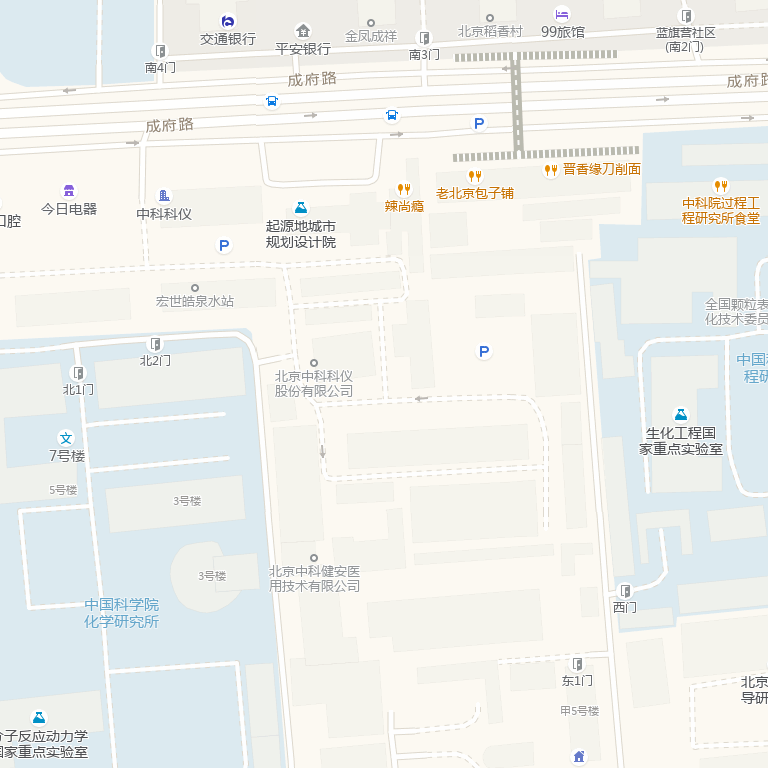 交通银行
平安银行
金凤成祥
北京稻香村
99旅馆
蓝旗营社区
(南2门)
南4门
南3门
成府路
成府路
成府路
P
晋香缘刀削面
今日电器
中科科仪
老北京包子铺
辣尚瘾
中科院过程工
程研究所食堂
口腔
起源地城市
规划设计院
P
宏世皓泉水站
全国颗粒表
化技术委员
北2门
P
北京中科科仪
股份有限公司
北1门
中国科
程研
文
7号楼
生化工程国
家重点实验室
5号楼
3号楼
3号楼
北京中科健安医
用技术有限公司
中国科学院
化学研究所
西门
东1门
北京
导研
甲5号楼
分子反应动力学
国家重点实验室